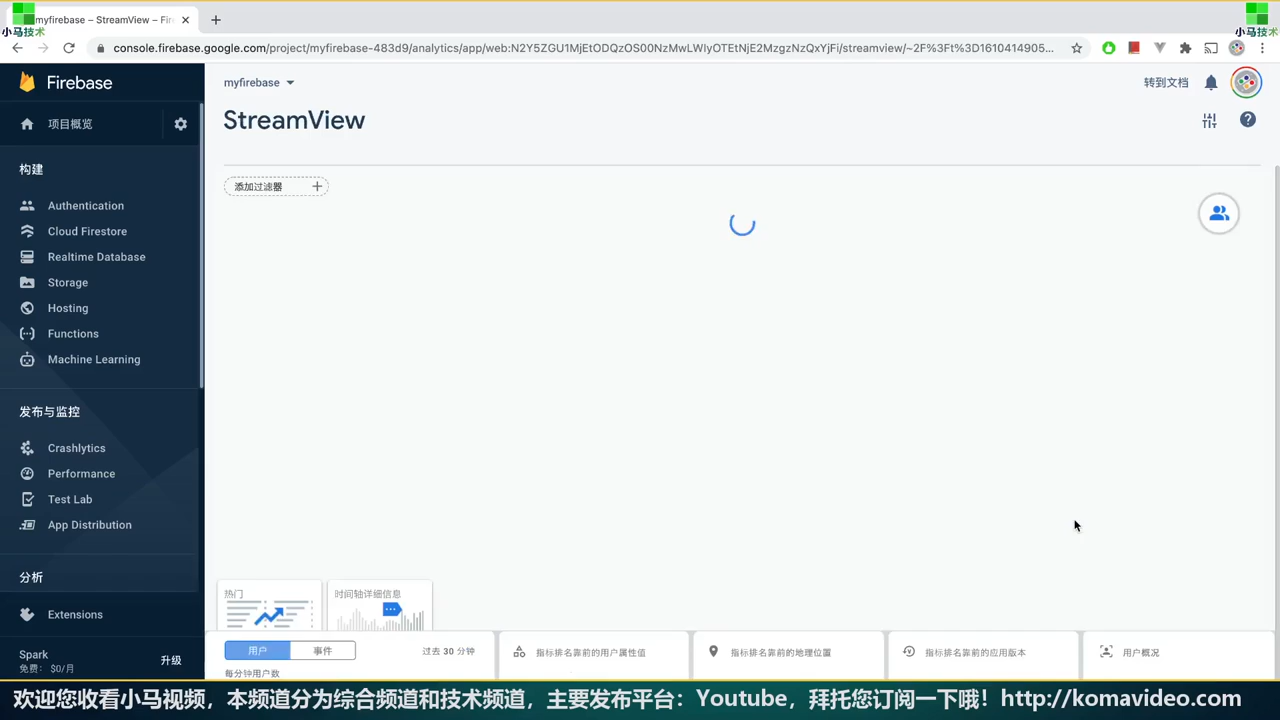 myfirebase – StreamView – Fir
小马技术
小马技术
console.firebase.google.com/project/myfirebase-483d9/analytics/app/web:N2Y5ZGU1MjEtODQzOS00NzMwLWIyOTEtNjE2MzgzNzQxYjFi/streamview/~2F%3Ft%3D1610414905...
Firebase
myfirebase
转到文档
项目概览
StreamView
构建
添加过滤器
Authentication
Cloud Firestore
Realtime Database
Storage
Hosting
Functions
Machine Learning
发布与监控
Crashlytics
Performance
Test Lab
App Distribution
分析
Extensions
热门
时间轴详细信息
Spark
免费： $0/月
升级
用户
事件
过去 30 分钟
每分钟用户数
指标排名靠前的用户属性值
指标排名靠前的地理位置
指标排名靠前的应用版本
用户概况
欢迎您收看小马视频，本频道分为综合频道和技术频道，主要发布平台：Youtube，拜托您订阅一下哦！http://komavideo.com